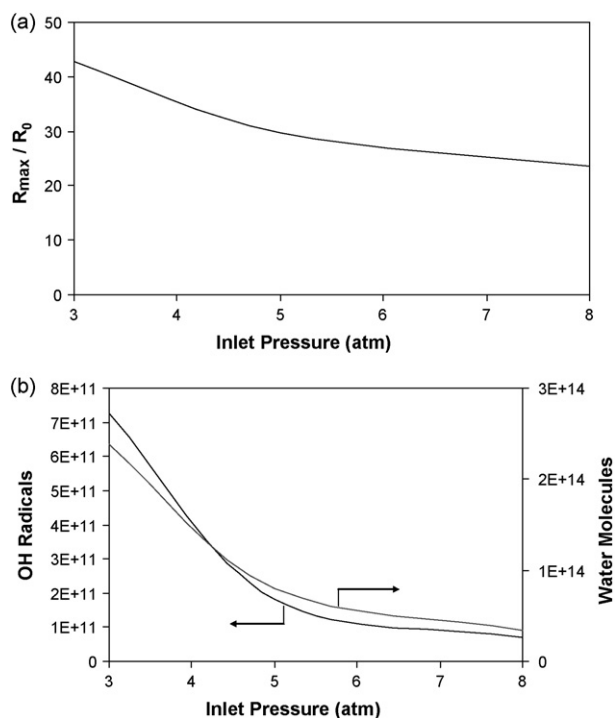 (a)
50
40
30
20
10
0
R_max / R_0
3 4 5 6 7 8
Inlet Pressure (atm)
(b)
8E+11
7E+11
6E+11
5E+11
4E+11
3E+11
2E+11
1E+11
0
OH Radicals
3E+14
2E+14
1E+14
0
Water Molecules
3 4 5 6 7 8
Inlet Pressure (atm)